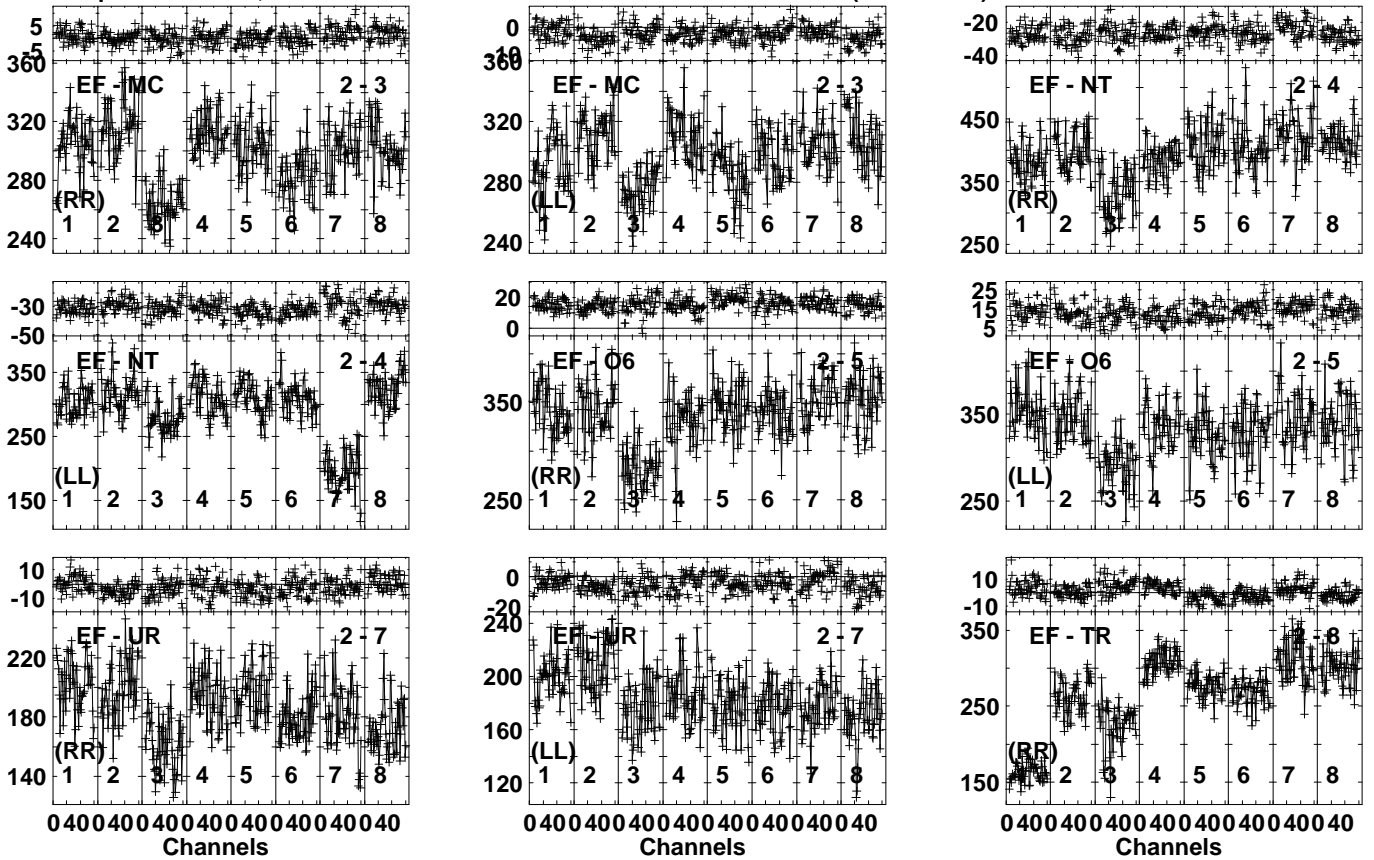 5
-5
360
EF - MC 2 - 3
320
280
(RR)
1 2 3 4 5 6 7 8
240
0
-10
360
EF - MC 2 - 3
320
280
(LL)
1 2 3 4 5 6 7 8
240
-20
-40
EF - NT 2 - 4
450
350
(RR)
1 2 3 4 5 6 7 8
250
-30
-50
EF - NT 2 - 4
350
250
(LL)
150
1 2 3 4 5 6 7 8
20
0
EF - O6 2 - 5
350
(RR)
250
1 2 3 4 5 6 7 8
25
15
5
EF - O6 2 - 5
350
(LL)
250
1 2 3 4 5 6 7 8
10
-10
EF - UR 2 - 7
220
180
(RR)
140
1 2 3 4 5 6 7 8
0 40 0 40 0 40 0 40 0 40 0 40 0 40 0 40
Channels
0
-20
240
EF - UR 2 - 7
200
160
(LL)
120
1 2 3 4 5 6 7 8
0 40 0 40 0 40 0 40 0 40 0 40 0 40 0 40
Channels
10
-10
350
EF - TR 2 - 8
250
(RR)
150
1 2 3 4 5 6 7 8
0 40 0 40 0 40 0 40 0 40 0 40 0 40 0 40
Channels